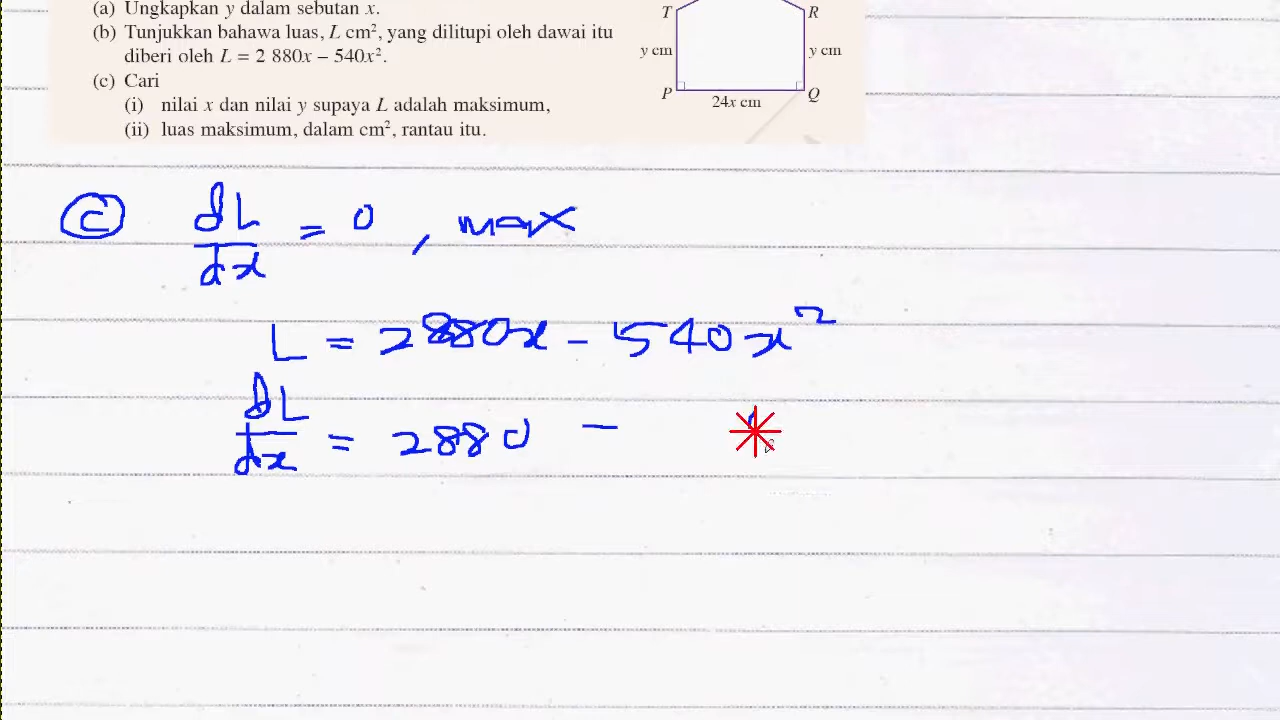 (a) Ungkapkan y dalam sebutan x.
(b) Tunjukkan bahawa luas, L cm², yang dilitupi oleh dawai itu
diberi oleh L = 2 880x – 540x².
(c) Cari
(i) nilai x dan nilai y supaya L adalah maksimum,
(ii) luas maksimum, dalam cm², rantau itu.
T R
y cm y cm
P Q
24x cm
(c) dL/dx = 0, max
L = 2880x - 540x²
dL/dx = 2880 -